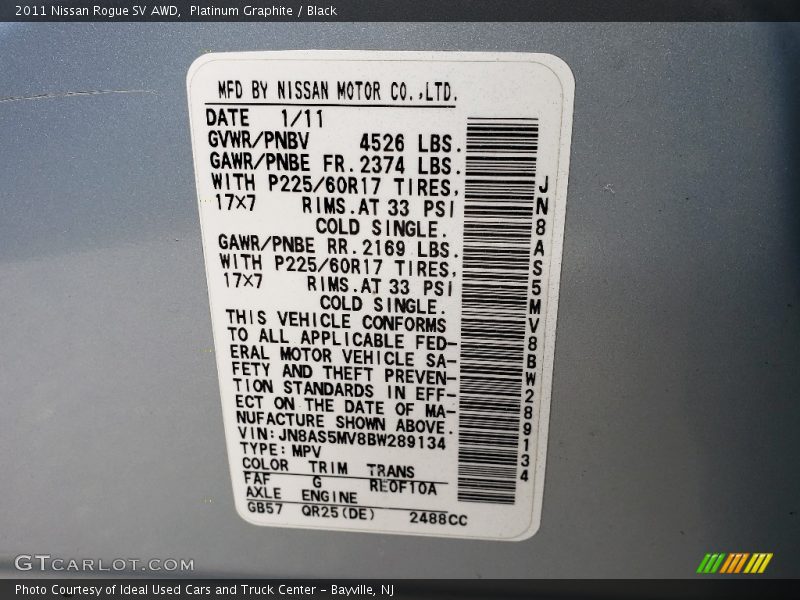 2011 Nissan Rogue SV AWD,  Platinum Graphite / Black
MFD BY NISSAN MOTOR CO.,LTD.
DATE 1/11
GVWR/PNBV 4526 LBS.
GAWR/PNBE FR. 2374 LBS.
WITH P225/60R17 TIRES,
17×7 RIMS.AT 33 PSI
COLD SINGLE.
GAWR/PNBE RR. 2169 LBS.
WITH P225/60R17 TIRES,
17×7 RIMS.AT 33 PSI
COLD SINGLE.
THIS VEHICLE CONFORMS
TO ALL APPLICABLE FED-
ERAL MOTOR VEHICLE SA-
FETY AND THEFT PREVEN-
TION STANDARDS IN EFF-
ECT ON THE DATE OF MA-
NUFACTURE SHOWN ABOVE.
VIN: JN8AS5MV8BW289134
TYPE: MPV
COLOR TRIM TRANS
FAF G RE0F10A
AXLE ENGINE
GB57 QR25(DE) 2488CC
JN8AS5MV8BW289134
GTCARLOT.COM
Photo Courtesy of Ideal Used Cars and Truck Center – Bayville, NJ